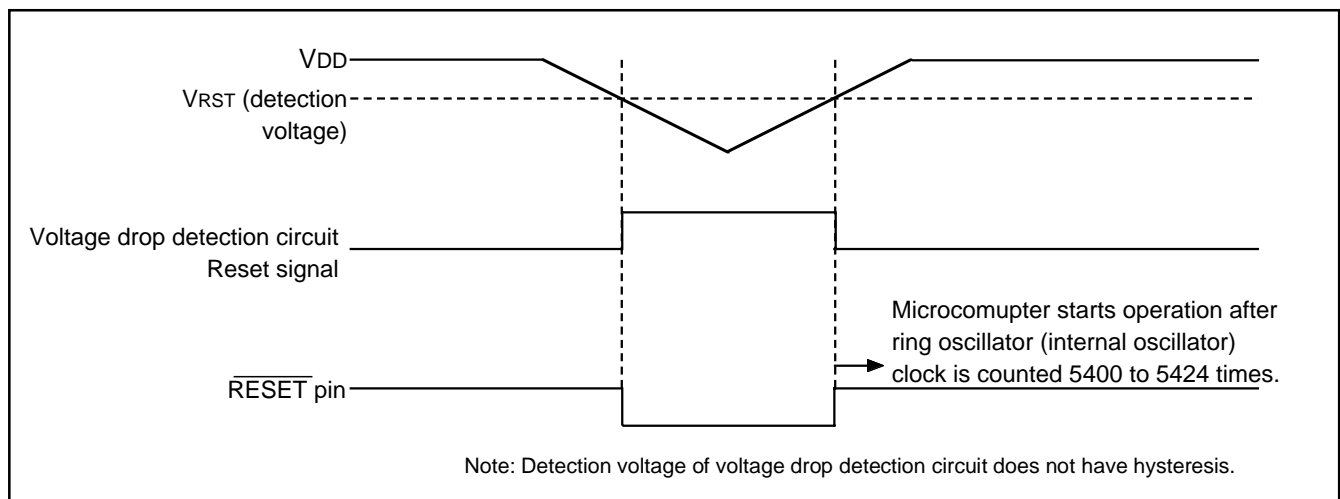 VDD
VRST (detection
voltage)
Voltage drop detection circuit
Reset signal
Microcomupter starts operation after
ring oscillator (internal oscillator)
clock is counted 5400 to 5424 times.
RESET pin
Note: Detection voltage of voltage drop detection circuit does not have hysteresis.